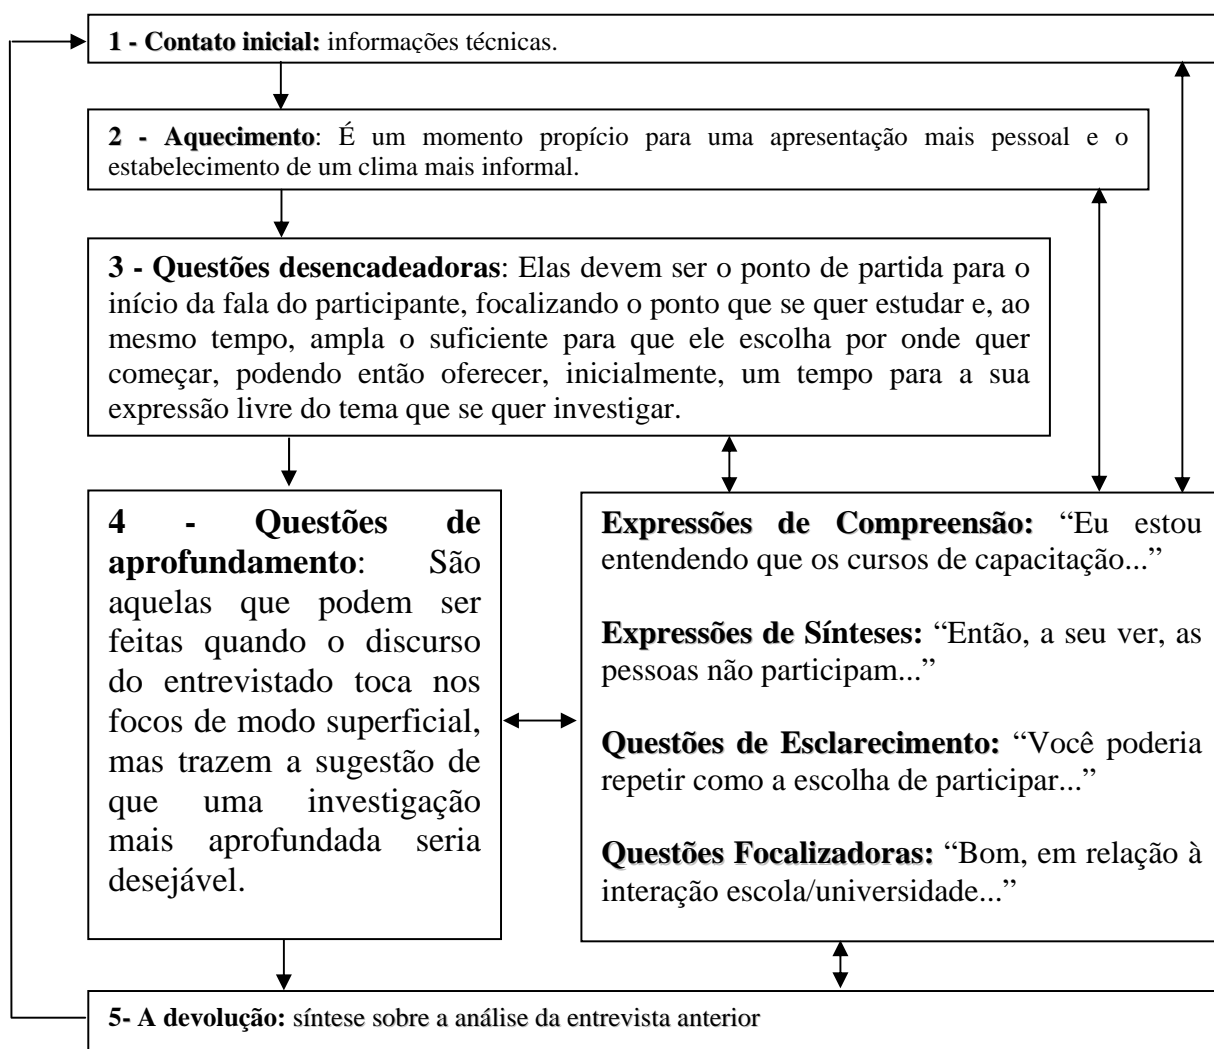 1 - Contato inicial: informações técnicas.
2 - Aquecimento: É um momento propício para uma apresentação mais pessoal e o
estabelecimento de um clima mais informal.
3 - Questões desencadeadoras: Elas devem ser o ponto de partida para o
início da fala do participante, focalizando o ponto que se quer estudar e, ao
mesmo tempo, ampla o suficiente para que ele escolha por onde quer
começar, podendo então oferecer, inicialmente, um tempo para a sua
expressão livre do tema que se quer investigar.
4 - Questões de
aprofundamento: São
aquelas que podem ser
feitas quando o discurso
do entrevistado toca nos
focos de modo superficial,
mas trazem a sugestão de
que uma investigação
mais aprofundada seria
desejável.
Expressões de Compreensão: “Eu estou
entendendo que os cursos de capacitação...”
Expressões de Sínteses: “Então, a seu ver, as
pessoas não participam...”
Questões de Esclarecimento: “Você poderia
repetir como a escolha de participar...”
Questões Focalizadoras: “Bom, em relação à
interação escola/universidade...”
5- A devolução: síntese sobre a análise da entrevista anterior